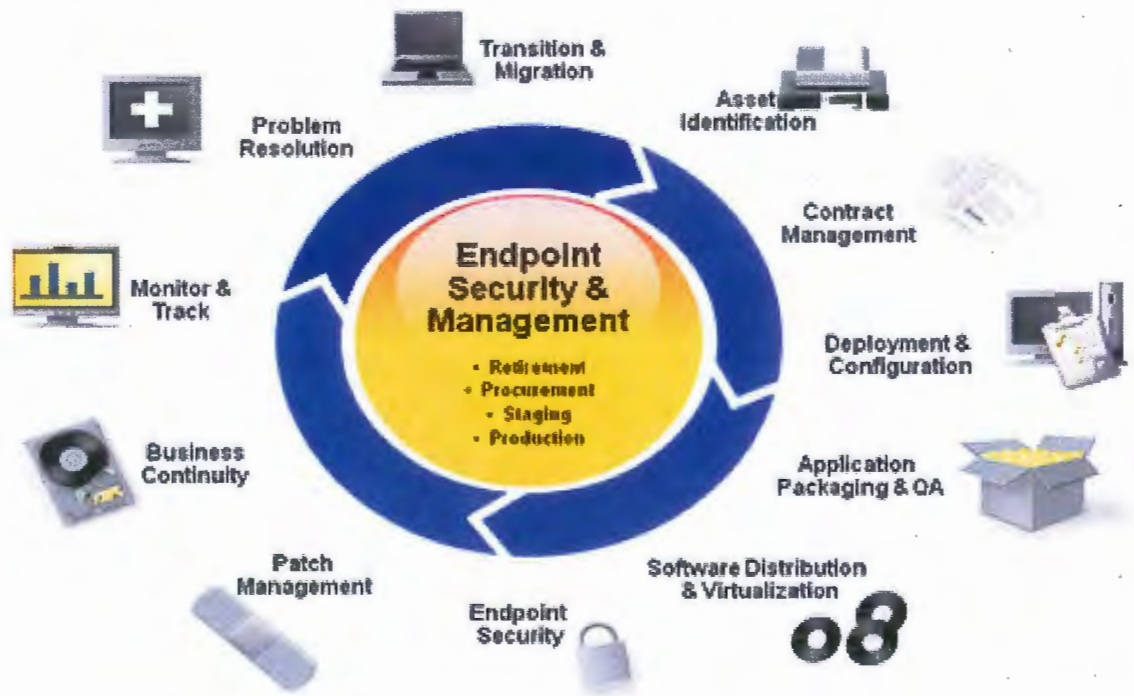 Transition &
Migration
Asset
Identification
Problem
Resolution
Contract
Management
Endpoint
Security &
Management
Monitor &
Track
Deployment &
Configuration
• Retirement
• Procurement
• Staging
• Production
Business
Continuity
Application
Packaging & QA
Patch
Management
Software Distribution
& Virtualization
Endpoint
Security